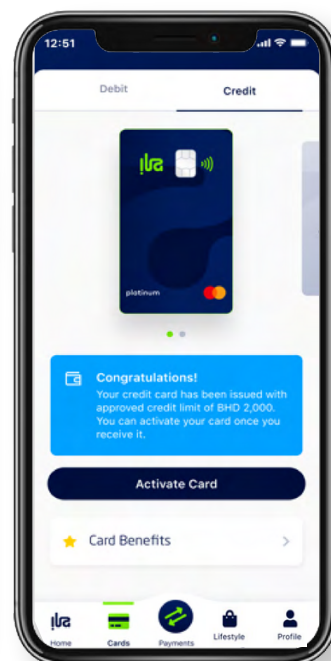 12:51
Debit
Credit
ila إلى
platinum
Congratulations!
Your credit card has been issued with
approved credit limit of BHD 2,000.
You can activate your card once you
receive it.
Activate Card
Card Benefits
Home
Cards
Payments
Lifestyle
Profile